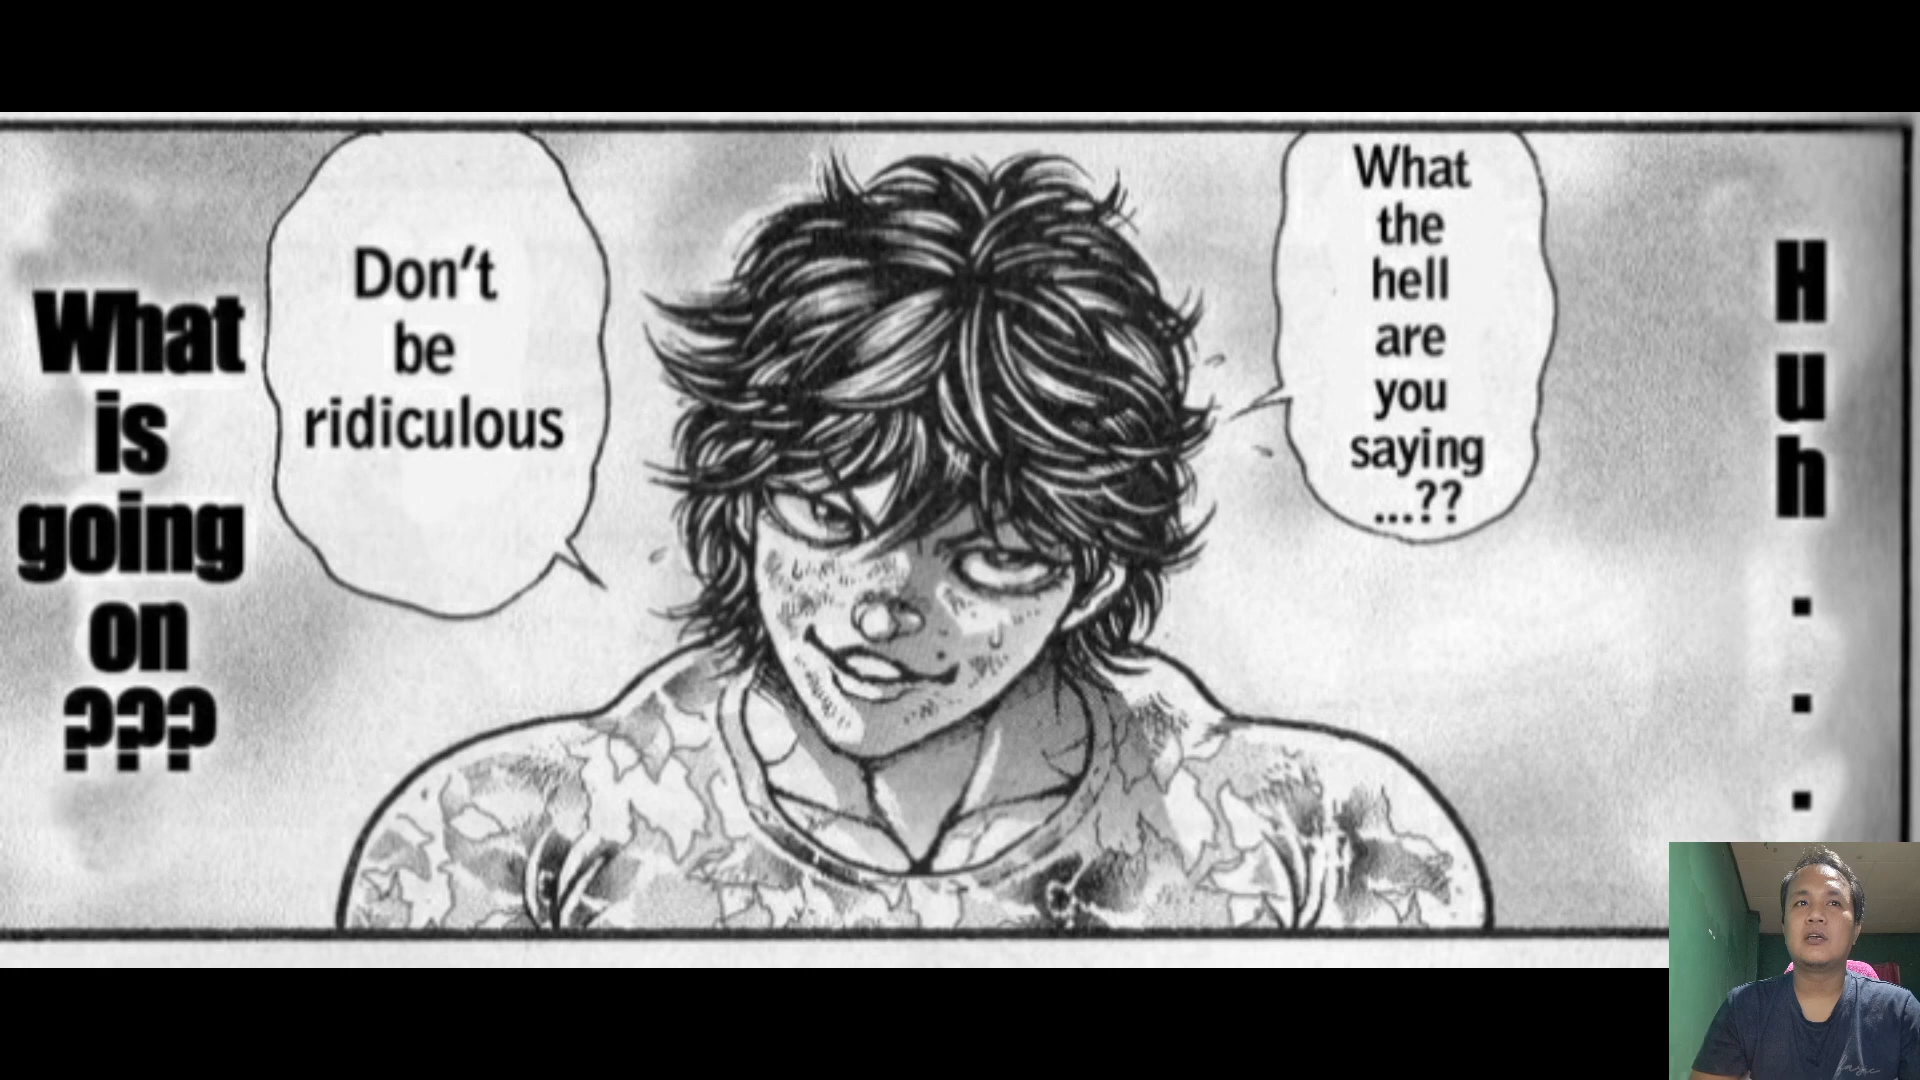 H
u
h
.
.
.
What
the
hell
are
you
saying
...??
Don't
be
ridiculous
What
is
going
on
???